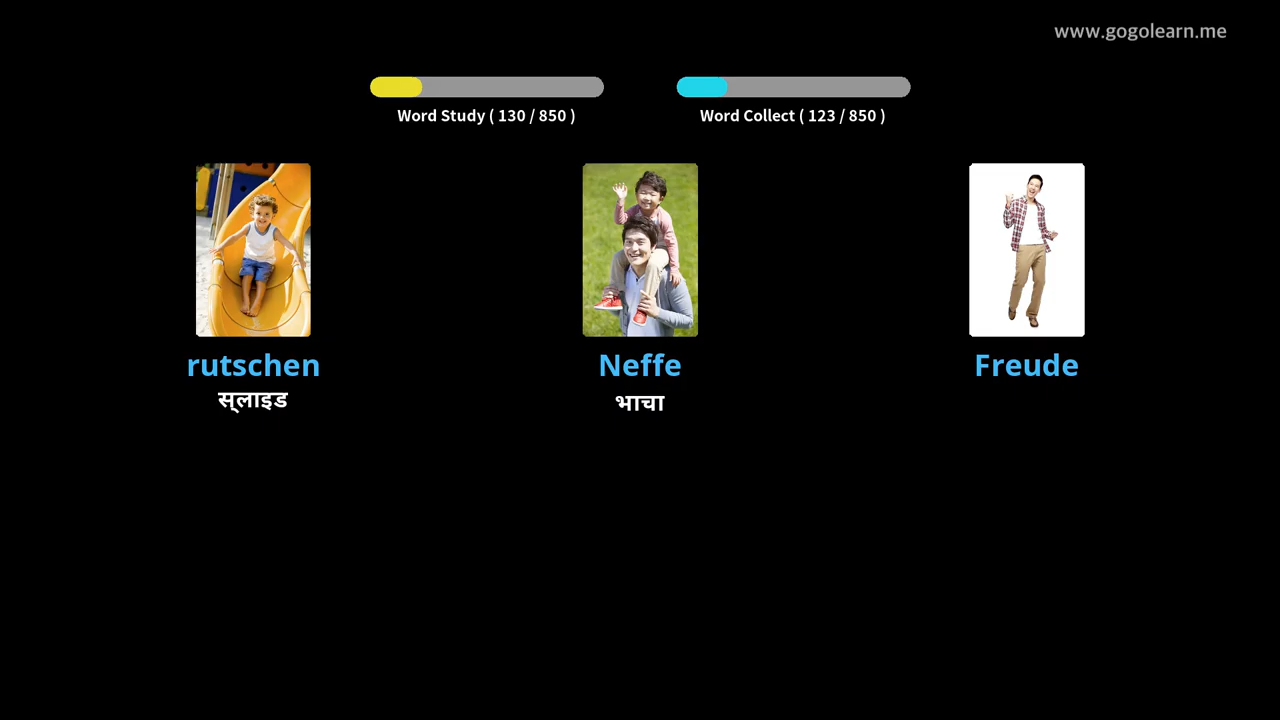 www.gogolearn.me
Word Study ( 130 / 850 )
Word Collect ( 123 / 850 )
rutschen
Neffe
Freude
स्‌लाइड
भाचा